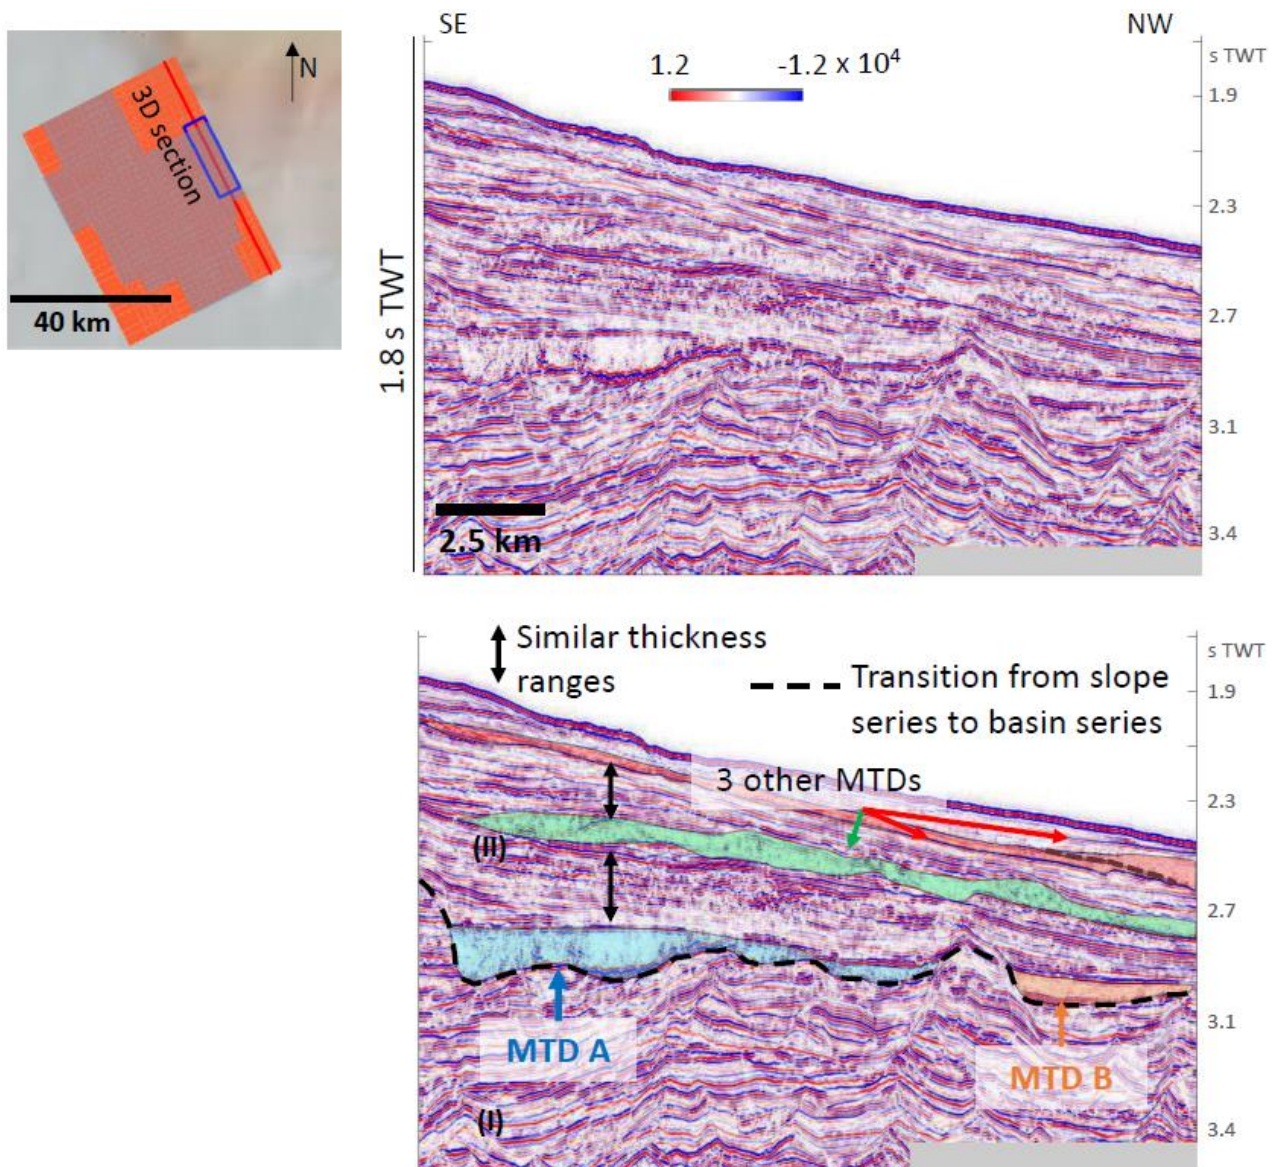 SE
NW
N
3D section
40 km
1.2
-1.2 x 10⁴
s TWT
1.9
2.3
2.7
3.1
3.4
1.8 s TWT
2.5 km
Similar thickness
ranges
Transition from slope
series to basin series
s TWT
1.9
2.3
2.7
3.1
3.4
3 other MTDs
(II)
MTD A
MTD B
(I)